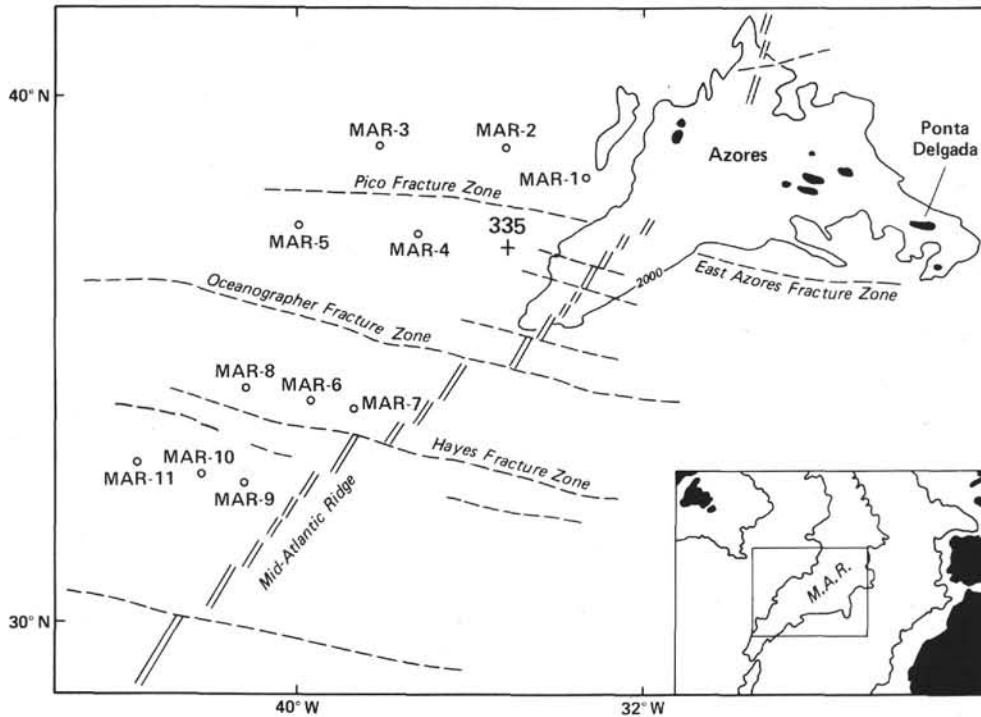 40° N
MAR-3
MAR-2
Ponta
Delgada
Azores
MAR-1
Pico Fracture Zone
335
MAR-5
MAR-4
2000
East Azores Fracture Zone
Oceanographer Fracture Zone
MAR-8
MAR-6
MAR-7
MAR-10
MAR-11
MAR-9
Hayes Fracture Zone
Mid-Atlantic Ridge
M.A.R.
30° N
40° W
32° W